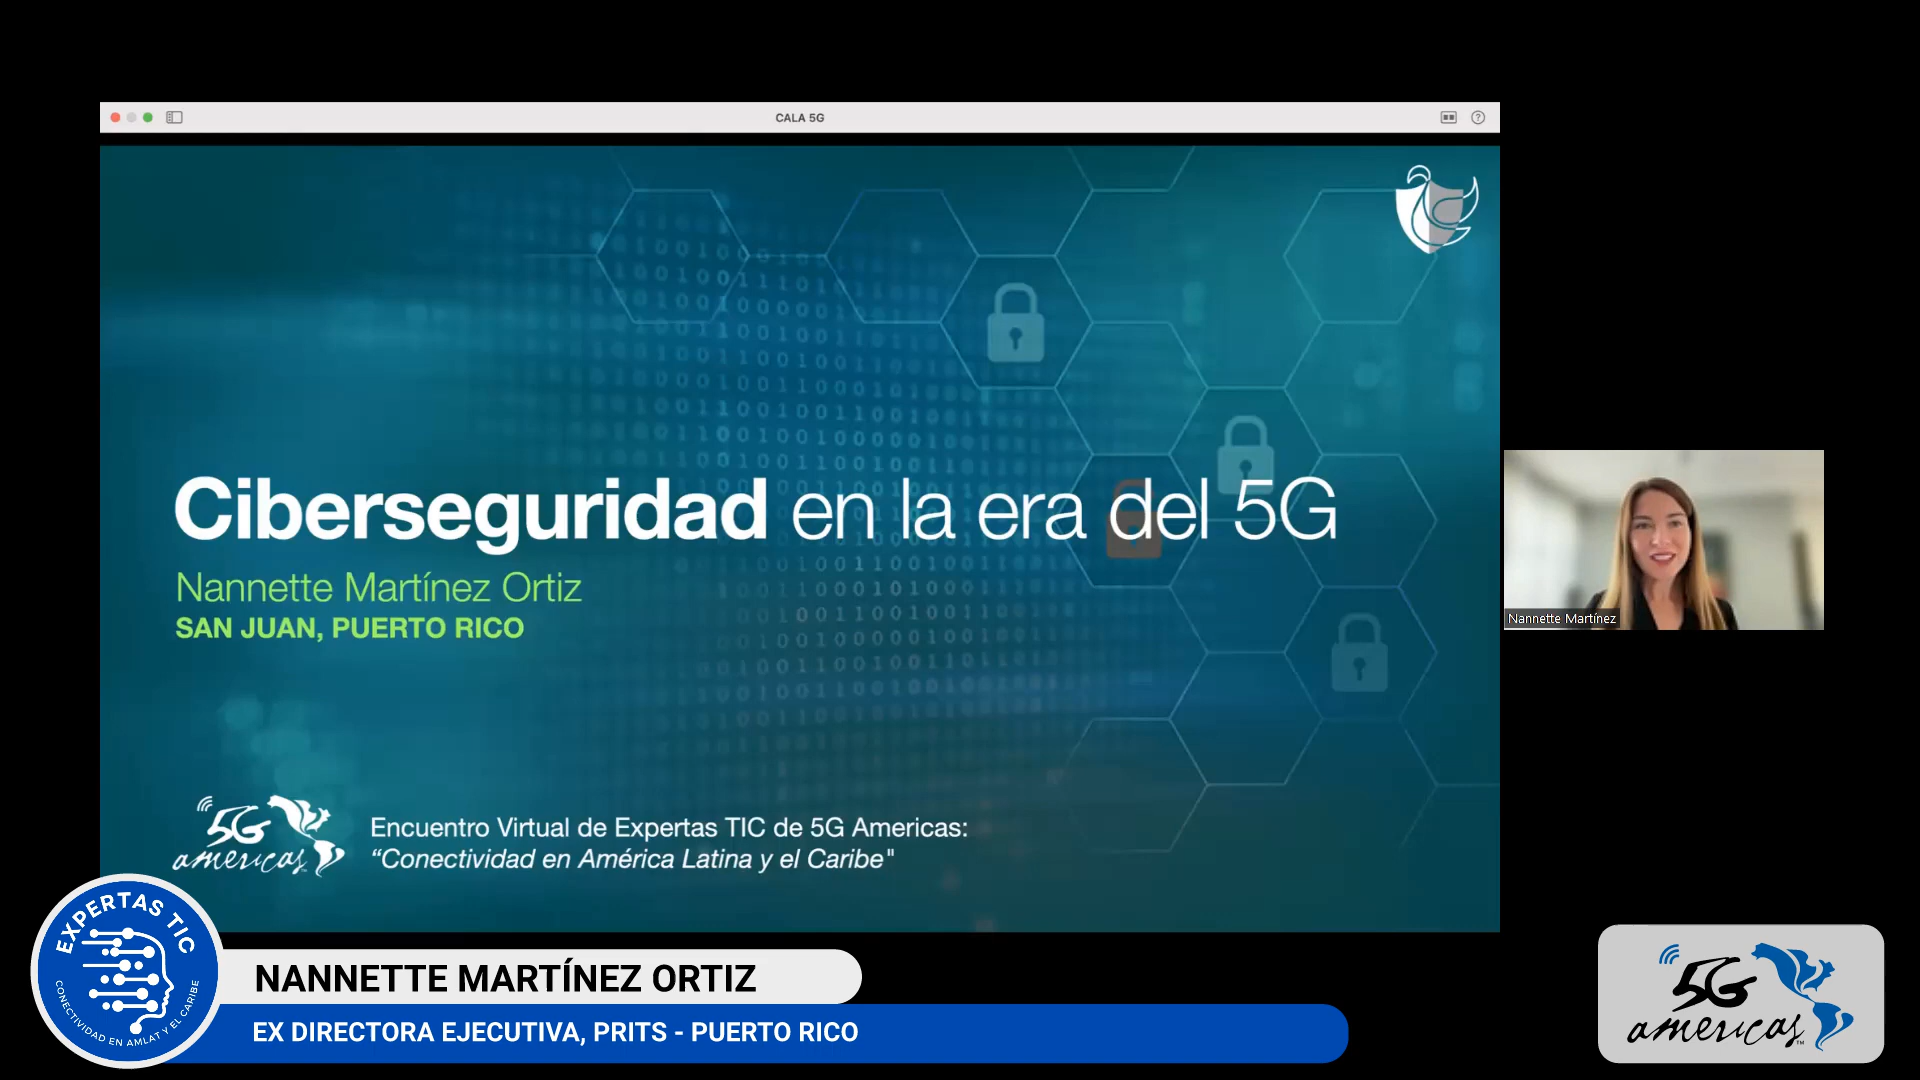 CALA 5G
Ciberseguridad en la era del 5G
Nannette Martínez Ortiz
SAN JUAN, PUERTO RICO
5G
americas
Encuentro Virtual de Expertas TIC de 5G Americas:
“Conectividad en América Latina y el Caribe"
Nannette Martínez
EXPERTAS TIC
CONECTIVIDAD EN AMLAT Y EL CARIBE
NANNETTE MARTÍNEZ ORTIZ
EX DIRECTORA EJECUTIVA, PRITS - PUERTO RICO
5G
americas™